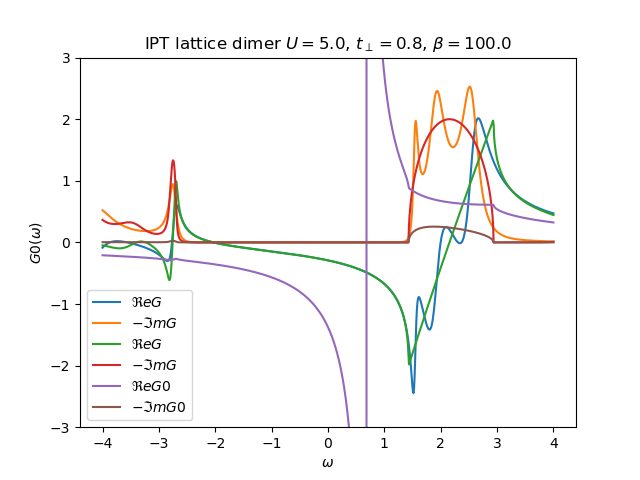 IPT lattice dimer U = 5.0, t⊥ = 0.8, β = 100.0
G0(ω)
3
2
1
0
−1
−2
−3
ℜeG
−ℑmG
ℜeG
−ℑmG
ℜeG0
−ℑmG0
−4 −3 −2 −1 0 1 2 3 4
ω